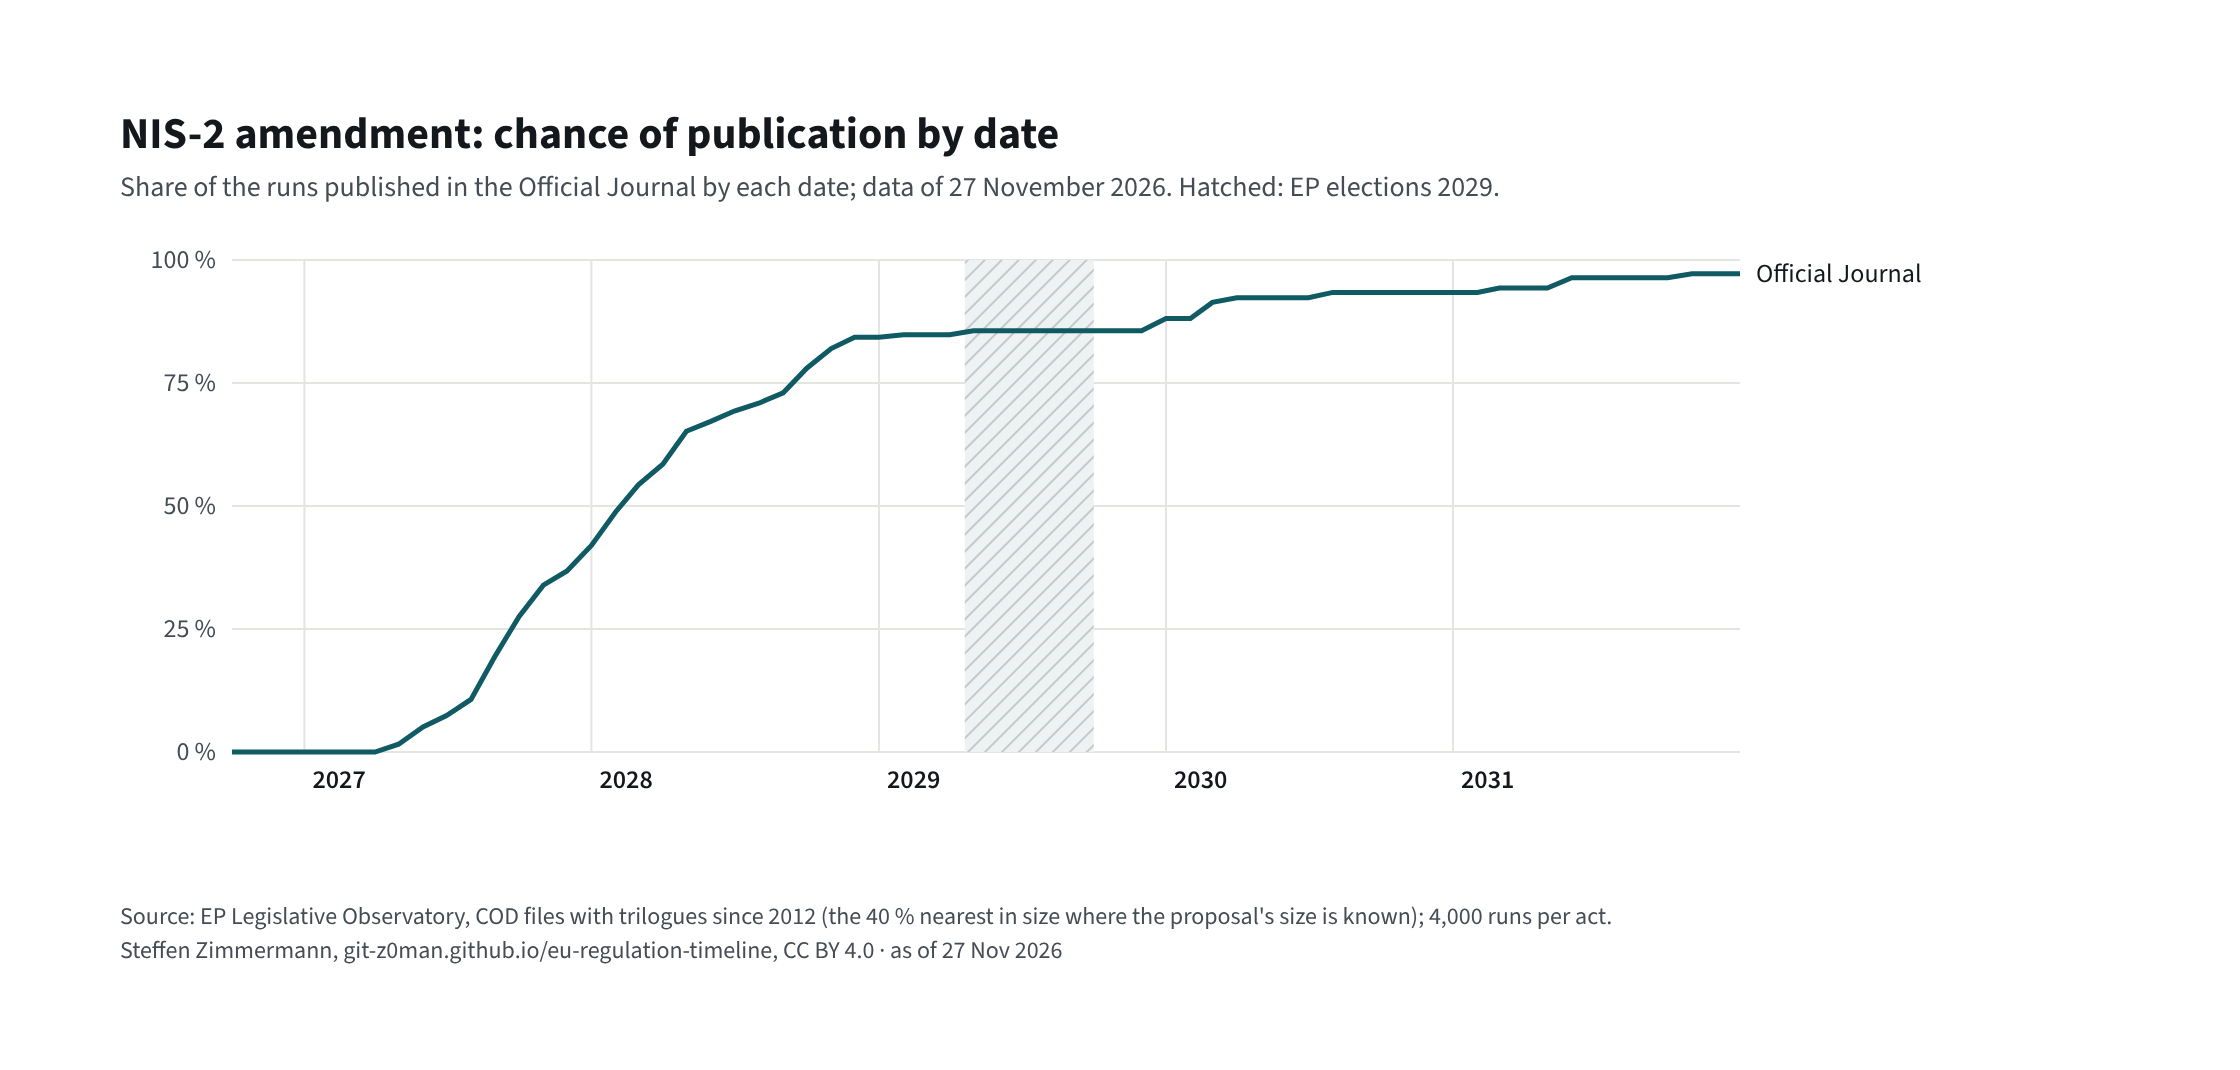 NIS-2 amendment: chance of publication by date
Share of the runs published in the Official Journal by each date; data of 27 November 2026. Hatched: EP elections 2029.
100 %
Official Journal
75 %
50 %
25 %
0 %
2027 2028 2029 2030 2031
Source: EP Legislative Observatory, COD files with trilogues since 2012 (the 40 % nearest in size where the proposal's size is known); 4,000 runs per act.
Steffen Zimmermann, git-z0man.github.io/eu-regulation-timeline, CC BY 4.0 · as of 27 Nov 2026